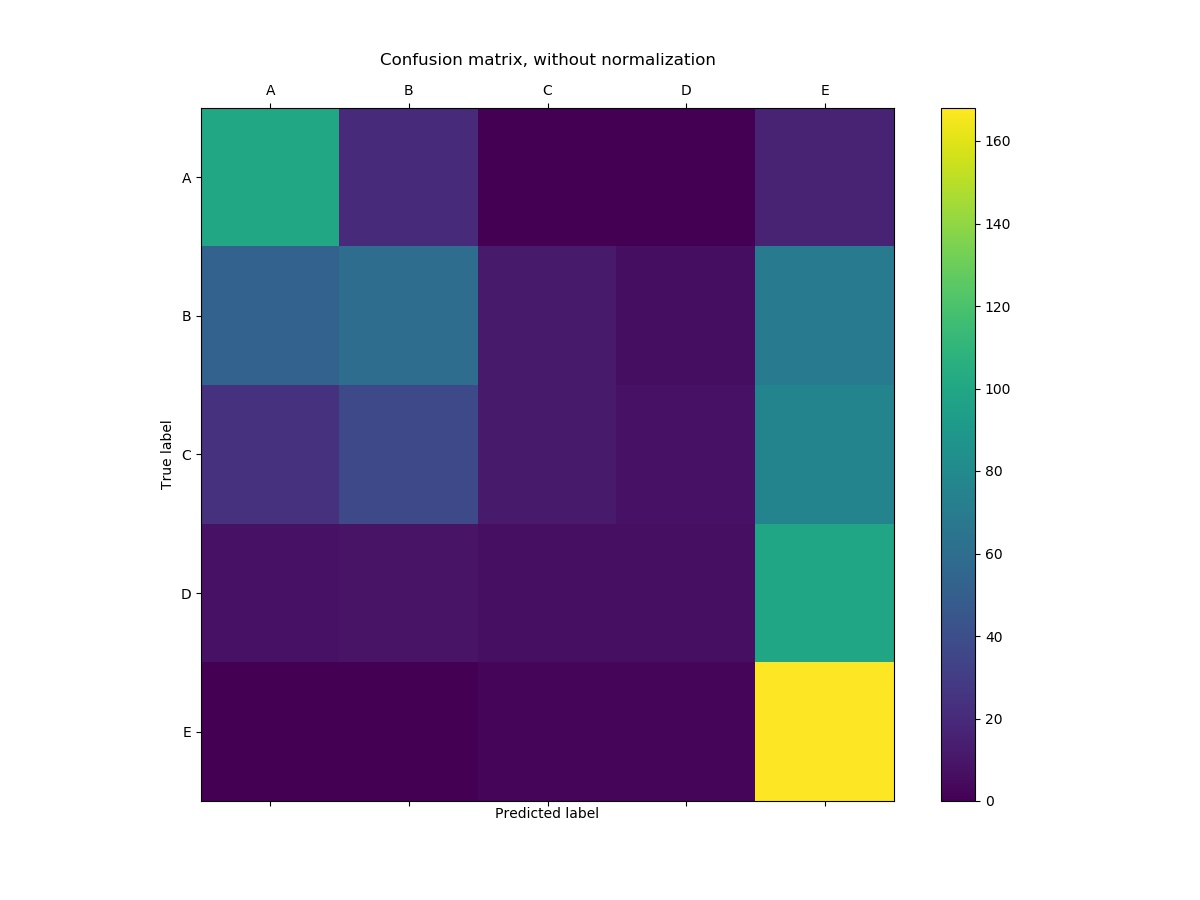 Confusion matrix, without normalization
A B C D E
A
B
C
D
E
True label
Predicted label
160
140
120
100
80
60
40
20
0